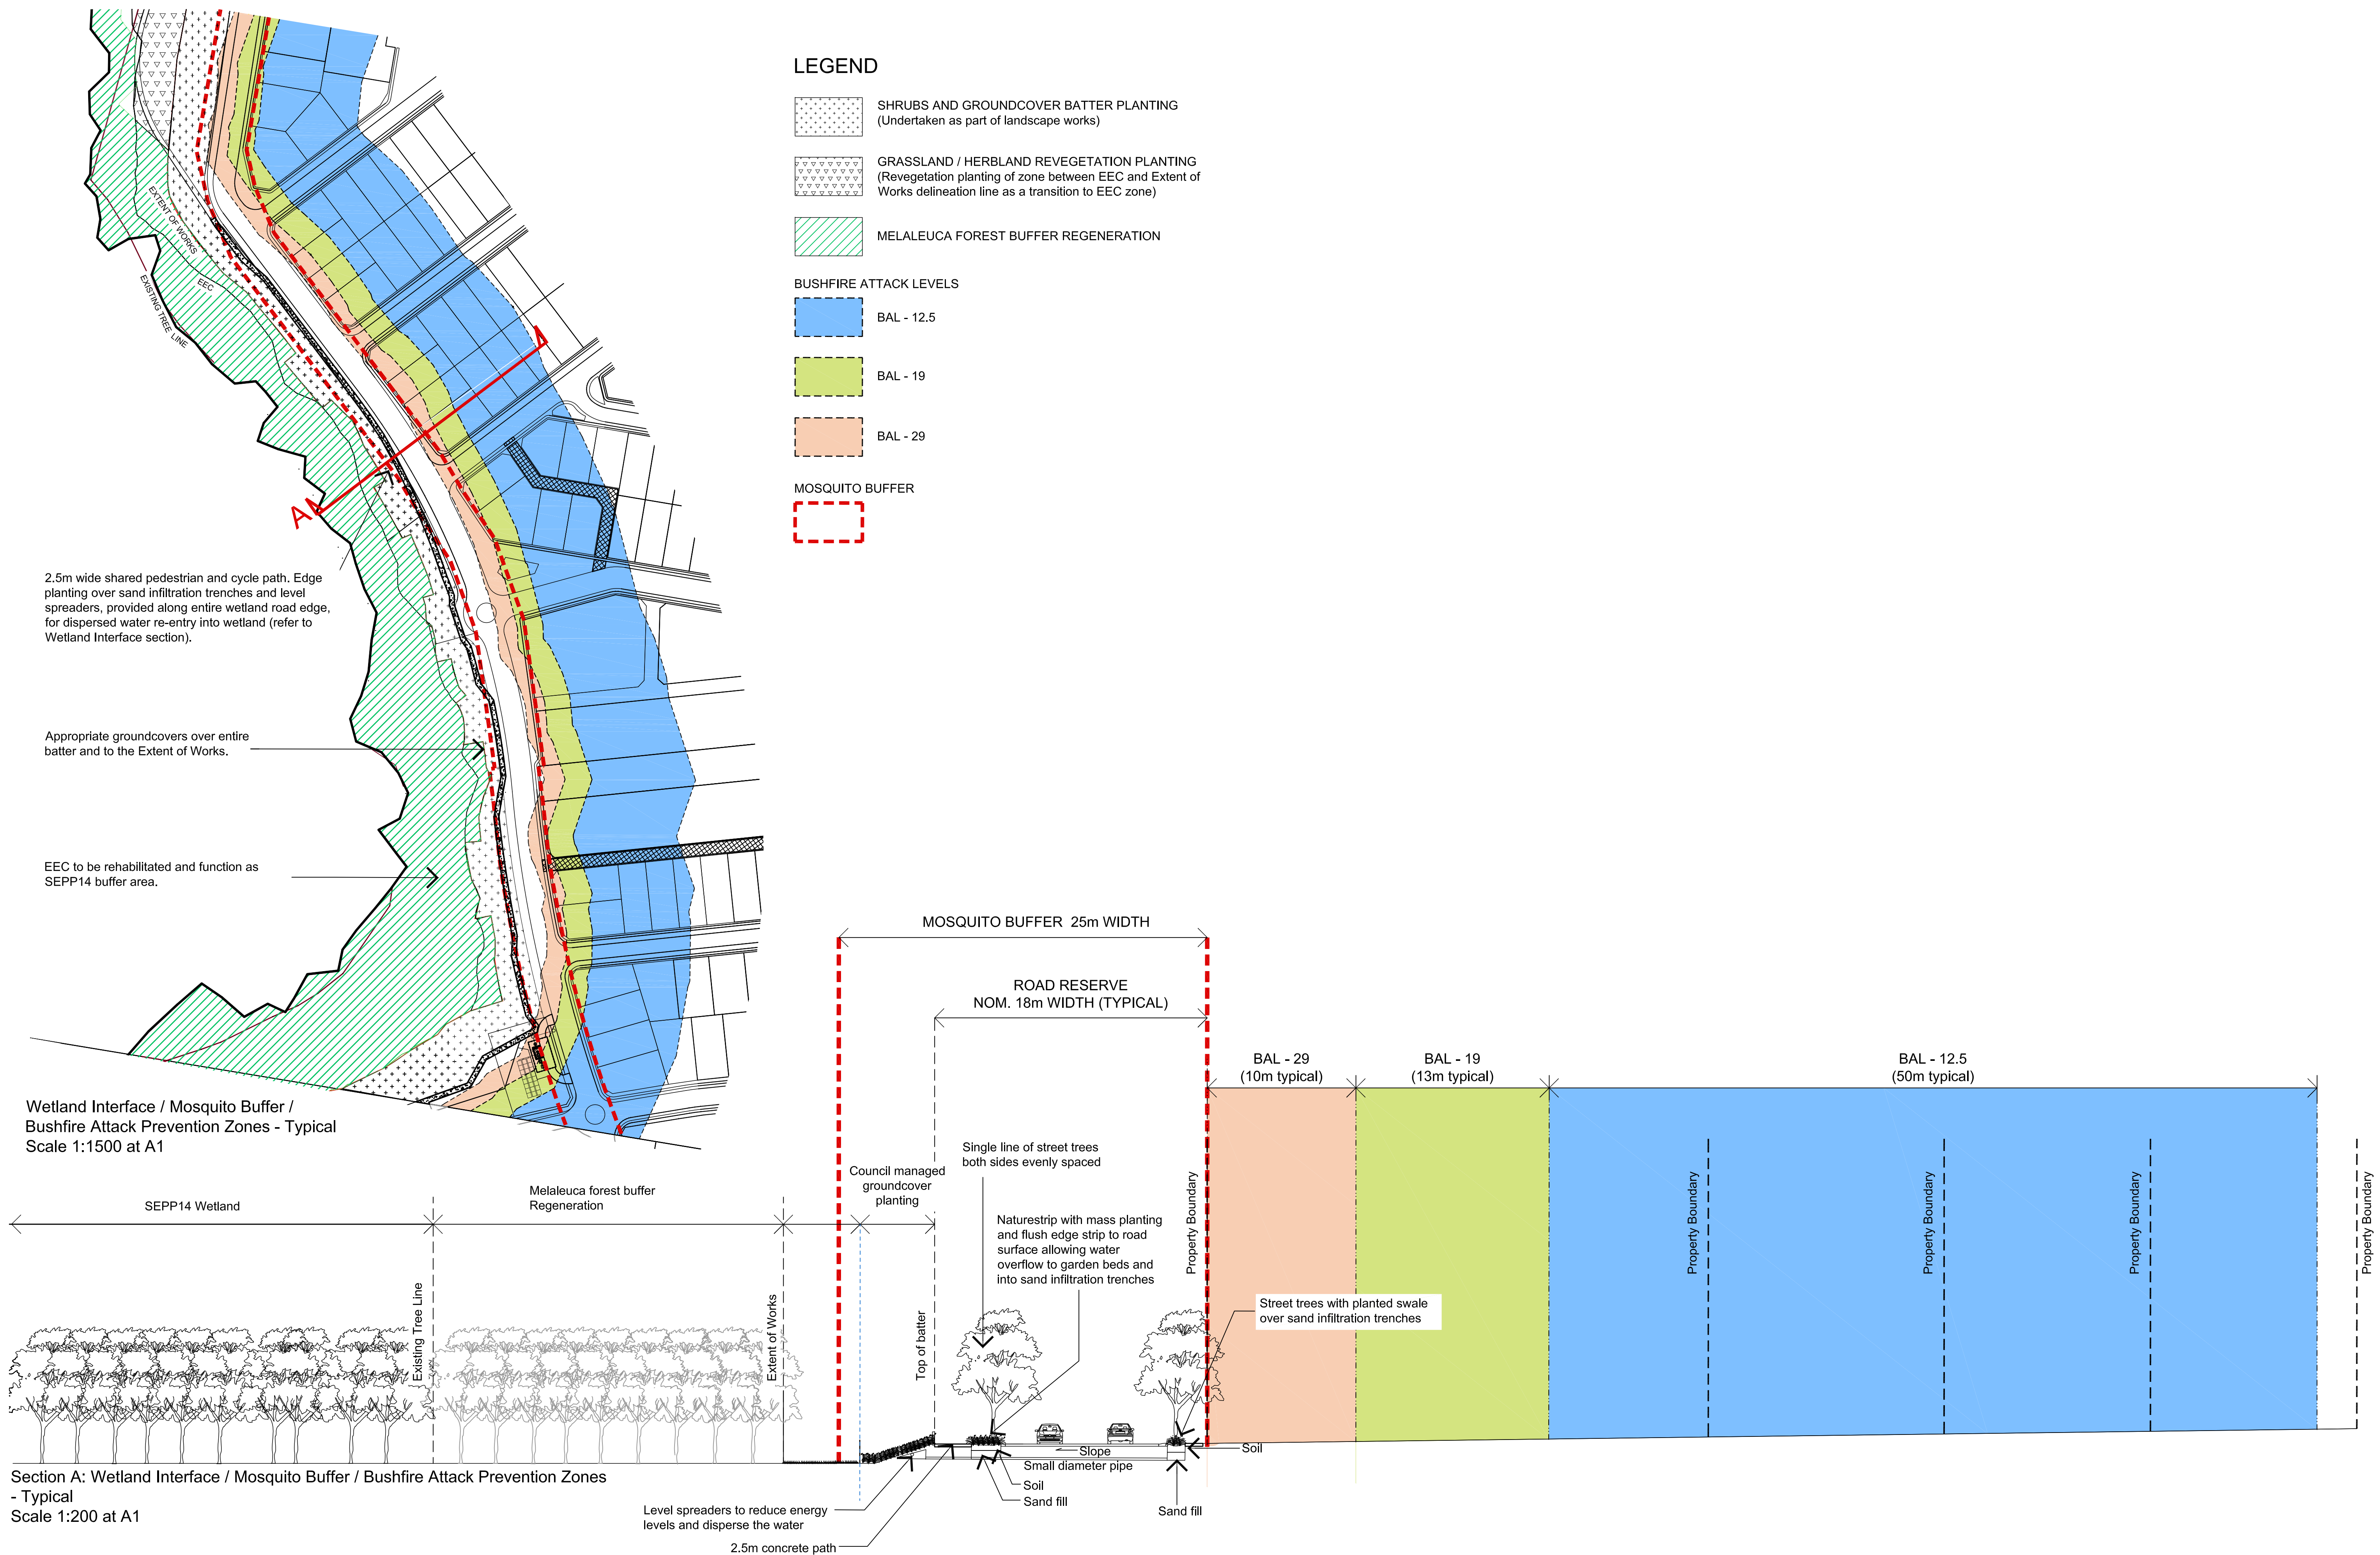 LEGEND
SHRUBS AND GROUNDCOVER BATTER PLANTING
(Undertaken as part of landscape works)
GRASSLAND / HERBLAND REVEGETATION PLANTING
(Revegetation planting of zone between EEC and Extent of
Works delineation line as a transition to EEC zone)
MELALEUCA FOREST BUFFER REGENERATION
BUSHFIRE ATTACK LEVELS
BAL - 12.5
BAL - 19
BAL - 29
MOSQUITO BUFFER
EXTENT OF WORKS
EEC
EXISTING TREE LINE
A
2.5m wide shared pedestrian and cycle path. Edge
planting over sand infiltration trenches and level
spreaders, provided along entire wetland road edge,
for dispersed water re-entry into wetland (refer to
Wetland Interface section).
Appropriate groundcovers over entire
batter and to the Extent of Works.
EEC to be rehabilitated and function as
SEPP14 buffer area.
Wetland Interface / Mosquito Buffer /
Bushfire Attack Prevention Zones - Typical
Scale 1:1500 at A1
MOSQUITO BUFFER 25m WIDTH
ROAD RESERVE
NOM. 18m WIDTH (TYPICAL)
BAL - 29
(10m typical)
BAL - 19
(13m typical)
BAL - 12.5
(50m typical)
SEPP14 Wetland
Melaleuca forest buffer
Regeneration
Council managed
groundcover
planting
Single line of street trees
both sides evenly spaced
Naturestrip with mass planting
and flush edge strip to road
surface allowing water
overflow to garden beds and
into sand infiltration trenches
Street trees with planted swale
over sand infiltration trenches
Existing Tree Line
Extent of Works
Top of batter
Property Boundary
Property Boundary
Property Boundary
Property Boundary
Property Boundary
Slope
Small diameter pipe
Soil
Soil
Sand fill
Sand fill
Level spreaders to reduce energy
levels and disperse the water
2.5m concrete path
Section A: Wetland Interface / Mosquito Buffer / Bushfire Attack Prevention Zones
- Typical
Scale 1:200 at A1